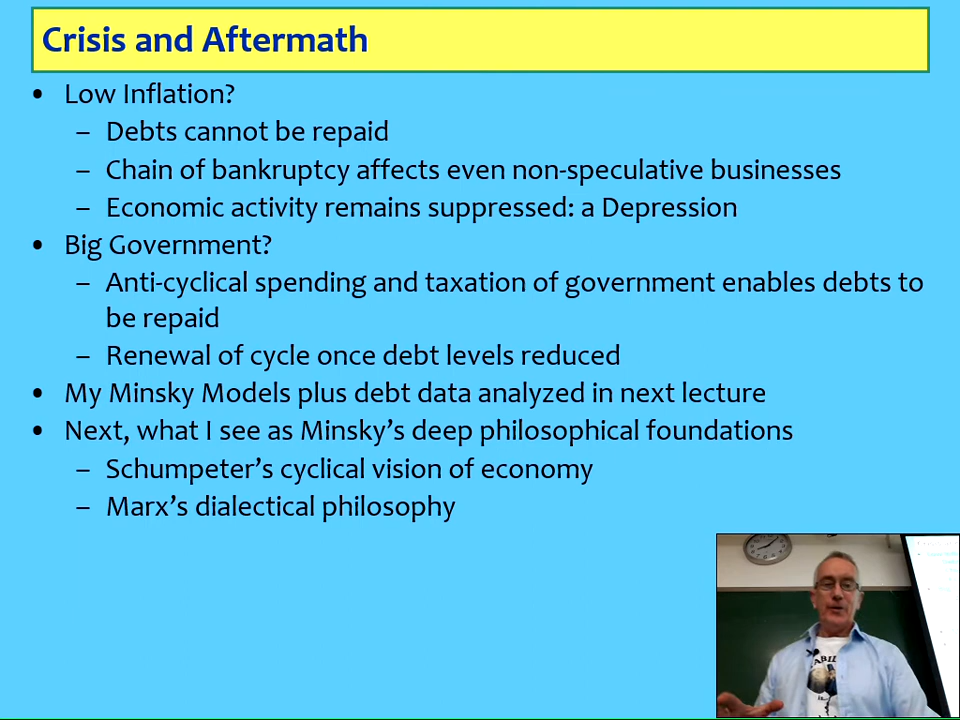 Crisis and Aftermath
• Low Inflation?
– Debts cannot be repaid
– Chain of bankruptcy affects even non-speculative businesses
– Economic activity remains suppressed: a Depression
• Big Government?
– Anti-cyclical spending and taxation of government enables debts to
be repaid
– Renewal of cycle once debt levels reduced
• My Minsky Models plus debt data analyzed in next lecture
• Next, what I see as Minsky’s deep philosophical foundations
– Schumpeter’s cyclical vision of economy
– Marx’s dialectical philosophy